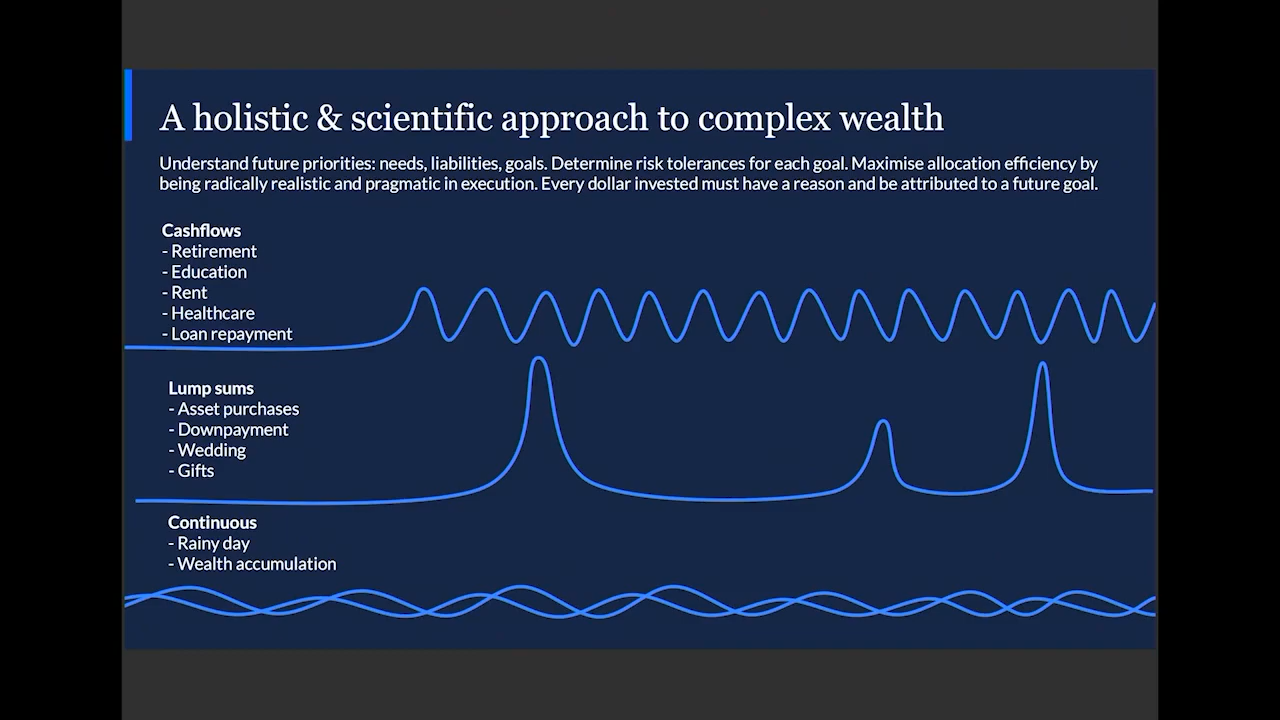 A holistic & scientific approach to complex wealth
Understand future priorities: needs, liabilities, goals. Determine risk tolerances for each goal. Maximise allocation efficiency by
being radically realistic and pragmatic in execution. Every dollar invested must have a reason and be attributed to a future goal.
Cashflows
- Retirement
- Education
- Rent
- Healthcare
- Loan repayment
Lump sums
- Asset purchases
- Downpayment
- Wedding
- Gifts
Continuous
- Rainy day
- Wealth accumulation